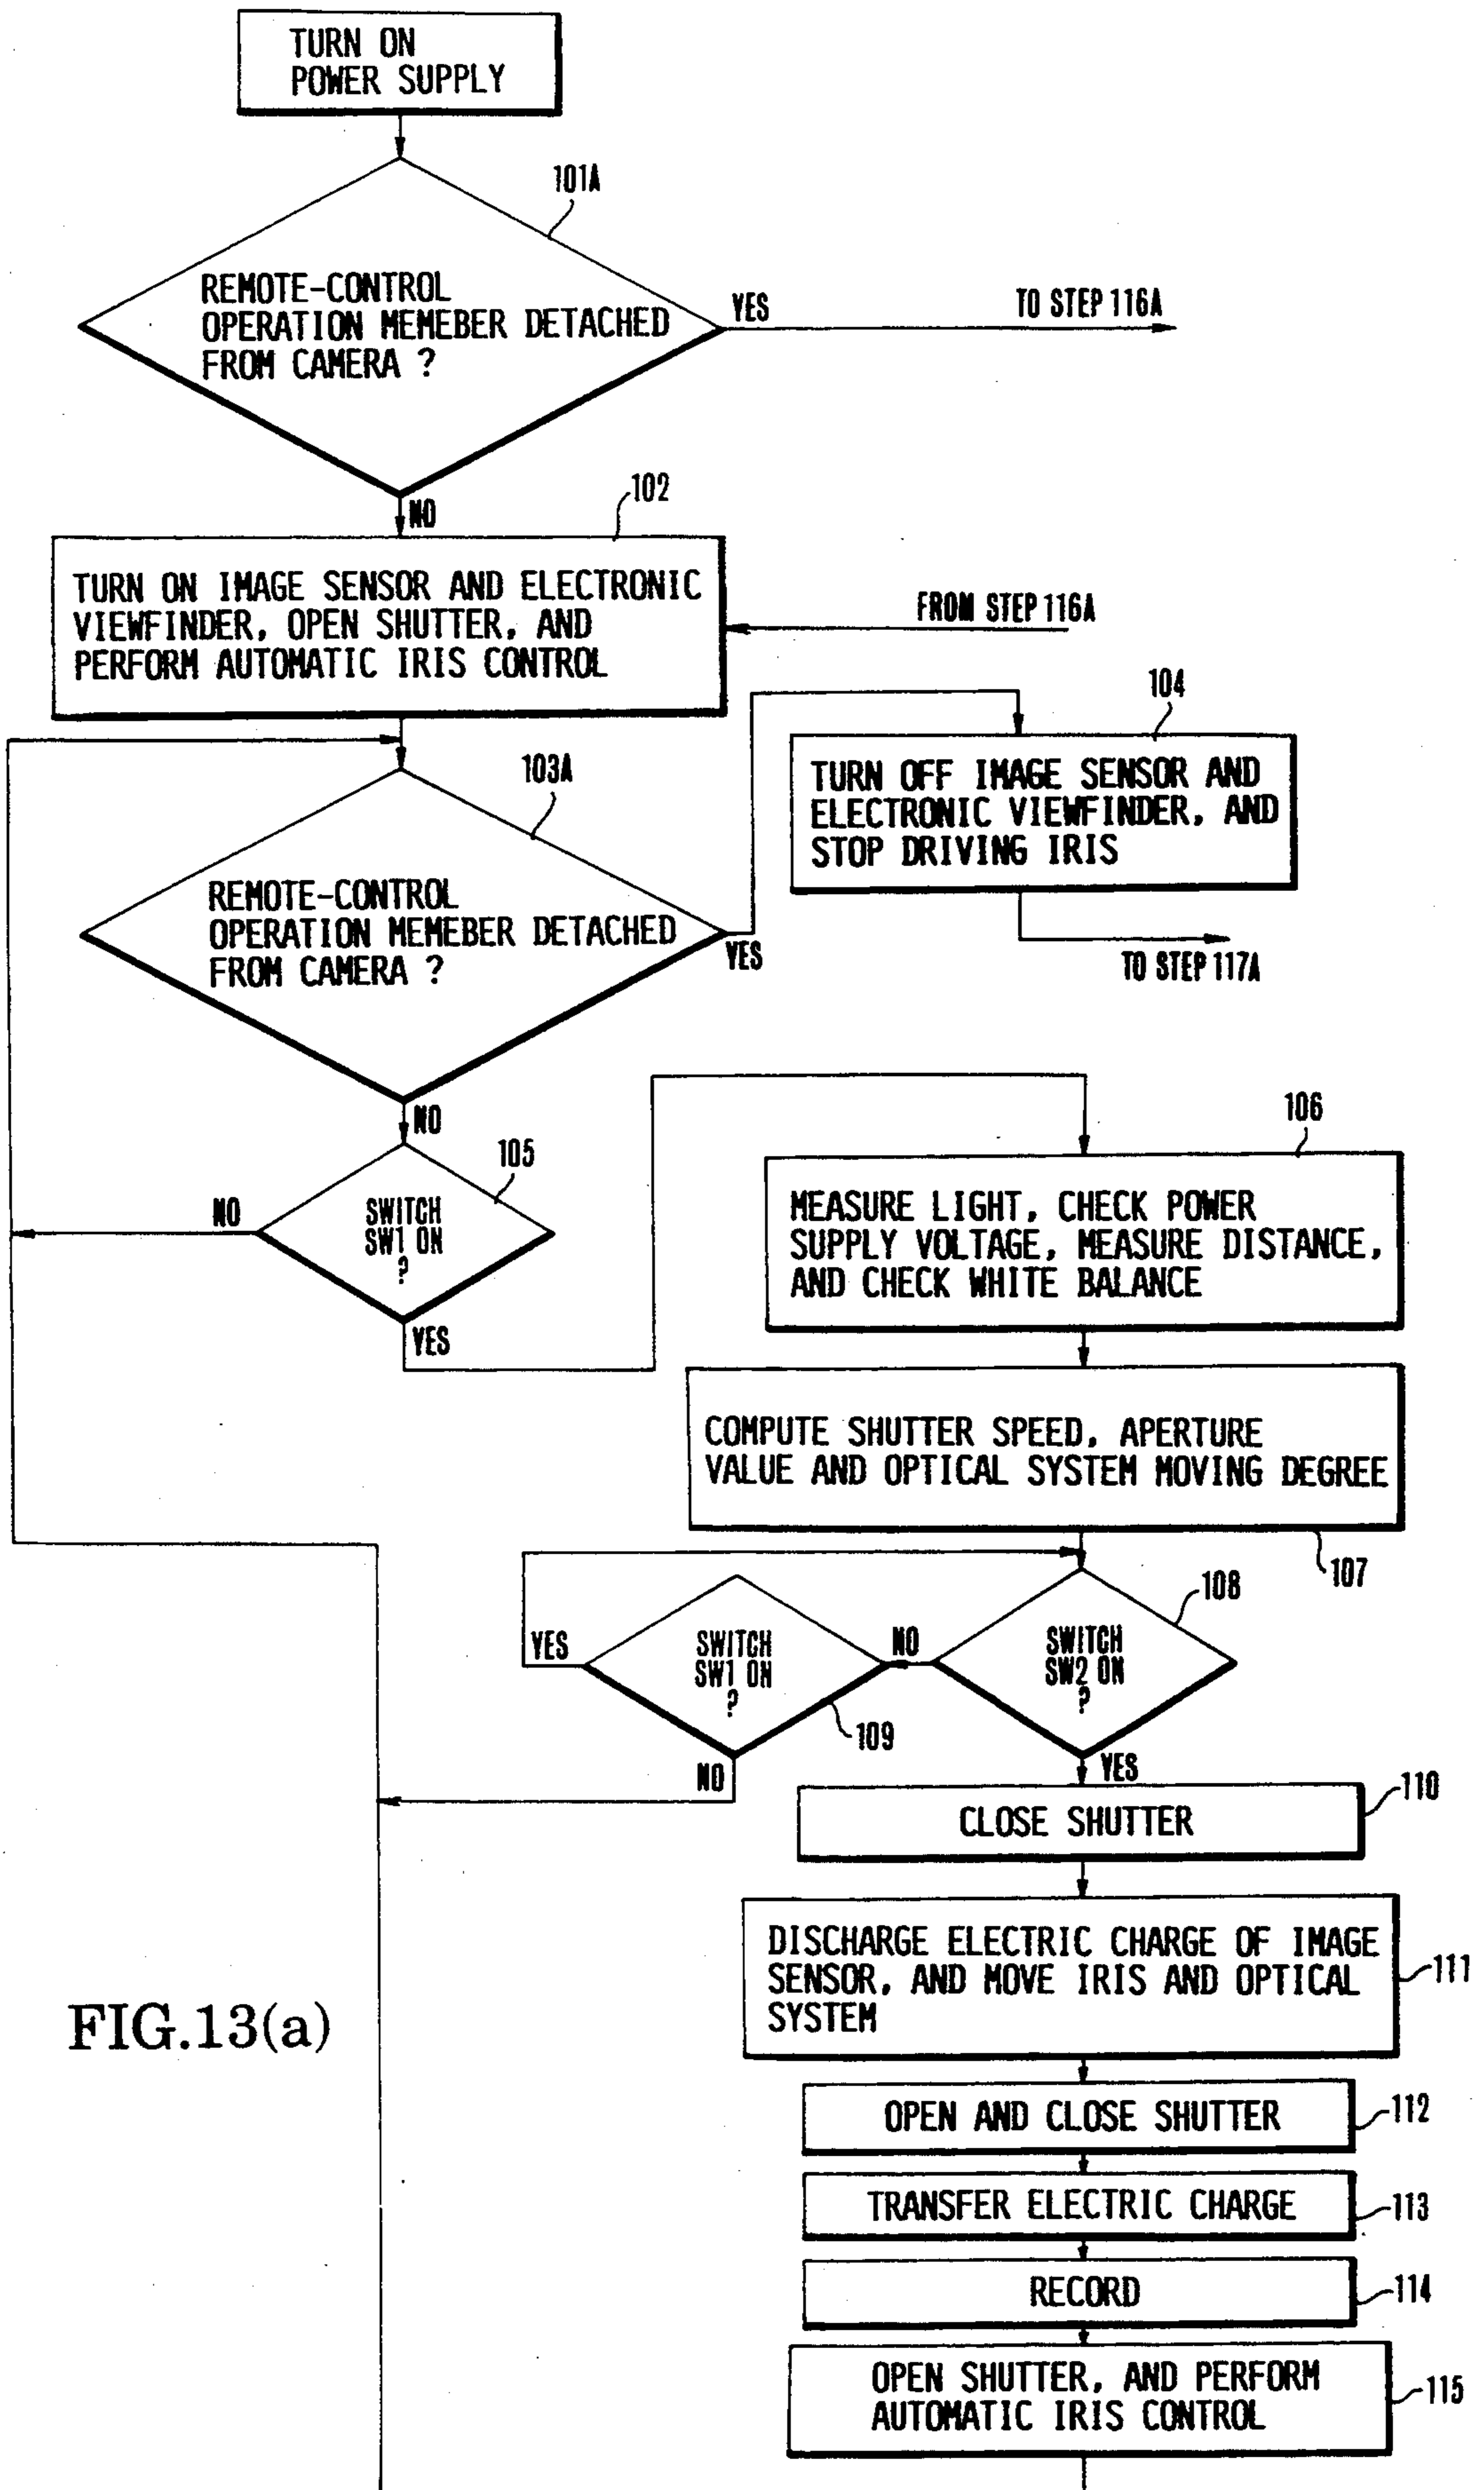 TURN ON
POWER SUPPLY
101A
REMOTE-CONTROL
OPERATION MEMEBER DETACHED
FROM CAMERA ?
YES
TO STEP 116A
NO
102
TURN ON IMAGE SENSOR AND ELECTRONIC
VIEWFINDER, OPEN SHUTTER, AND
PERFORM AUTOMATIC IRIS CONTROL
FROM STEP 116A
103A
REMOTE-CONTROL
OPERATION MEMEBER DETACHED
FROM CAMERA ?
YES
104
TURN OFF IMAGE SENSOR AND
ELECTRONIC VIEWFINDER, AND
STOP DRIVING IRIS
TO STEP 117A
NO
105
SWITCH
SW1 ON
?
NO
YES
106
MEASURE LIGHT, CHECK POWER
SUPPLY VOLTAGE, MEASURE DISTANCE,
AND CHECK WHITE BALANCE
COMPUTE SHUTTER SPEED, APERTURE
VALUE AND OPTICAL SYSTEM MOVING DEGREE
107
108
SWITCH
SW2 ON
?
NO
YES
SWITCH
SW1 ON
?
109
YES
NO
110
CLOSE SHUTTER
DISCHARGE ELECTRIC CHARGE OF IMAGE
SENSOR, AND MOVE IRIS AND OPTICAL
SYSTEM
111
OPEN AND CLOSE SHUTTER
112
TRANSFER ELECTRIC CHARGE
113
RECORD
114
OPEN SHUTTER, AND PERFORM
AUTOMATIC IRIS CONTROL
115
FIG.13(a)